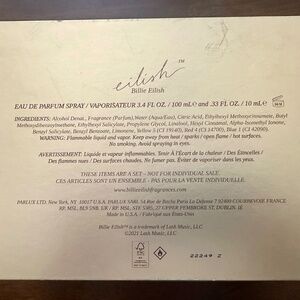 eilish™
Billie Eilish
EAU DE PARFUM SPRAY / VAPORISATEUR 3.4 FL. OZ. / 100 mL ℮ and .33 FL. OZ. / 10 mL ℮
INGREDIENTS: Alcohol Denat., Fragrance (Parfum), Water (Aqua/Eau), Citric Acid, Ethylhexyl Methoxycinnamate, Butyl
Methoxydibenzoylmethane, Ethylhexyl Salicylate, Propylene Glycol, Linalool, Hexyl Cinnamal, Alpha-Isomethyl Ionone,
Benzyl Salicylate, Benzyl Benzoate, Limonene, Yellow 5 (CI 19140), Red 4 (CI 14700), Blue 1 (CI 42090).
WARNING: Flammable liquid and vapor. Keep away from heat / sparks / open flame / hot surfaces.
No smoking. Avoid spraying in eyes.
AVERTISSEMENT: Liquide et vapeur inflammables. Tenir À l'Écart de la chaleur / Des Étincelles /
Des flammes nues / Des surfaces chaudes. Ne fumer pas. Éviter de vaporiser dans les yeux.
THESE ITEMS ARE A SET - NOT FOR INDIVIDUAL SALE.
CES ARTICLES SONT UN ENSEMBLE - PAS POUR LA VENTE INDIVIDUELLE.
www.billieeilishfragrances.com
PARLUX LTD. New York, NY 10017 U.S. PARLUX SARL 54 Rue de Bois Paris La Defense 92400 COURBEVOIE FRANCE
Made in U.S.A. / Fabriqué aux États-Unis
Billie Eilish™ is a trademark of Lash Music, LLC.
©2021 Lash Music, LLC
22249 Z